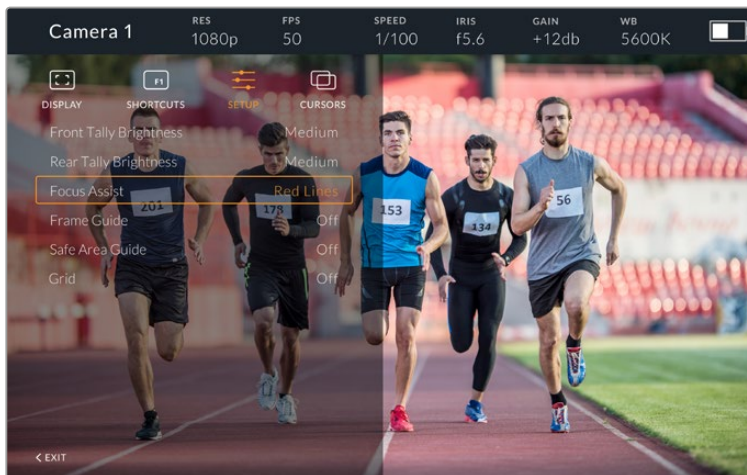 Camera 1
RES FPS SPEED IRIS GAIN WB
1080p 50 1/100 f5.6 +12db 5600K
F1
DISPLAY SHORTCUTS SETUP CURSORS
Front Tally Brightness Medium
Rear Tally Brightness Medium
Focus Assist Red Lines
Frame Guide Off
Safe Area Guide Off
Grid Off
201
178
153
134
56
< EXIT